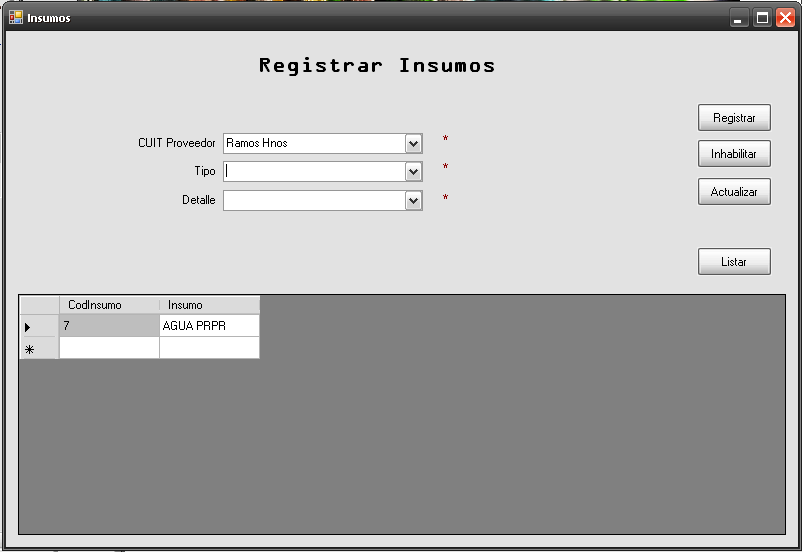 Insumos
Registrar Insumos
CUIT Proveedor Ramos Hnos *
Tipo *
Detalle *
Registrar
Inhabilitar
Actualizar
Listar
CodInsumo Insumo
7 AGUA PRPR
*